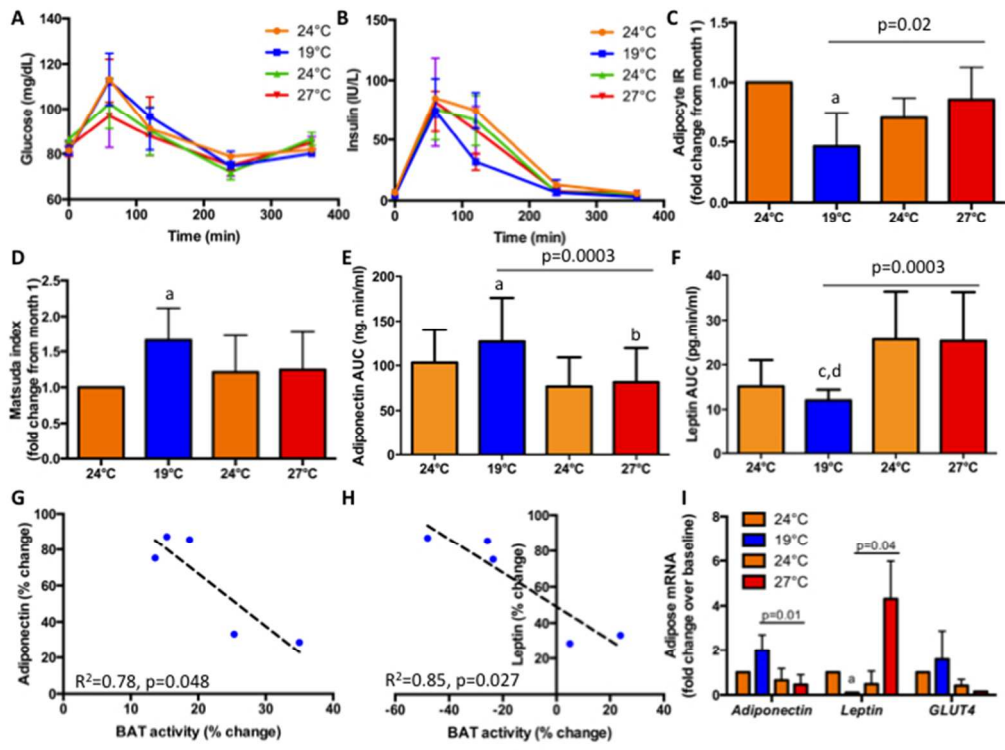 A
Glucose (mg/dL)
140
120
100
80
60
0
100
200
300
400
Time (min)
24°C
19°C
24°C
27°C
B
Insulin (IU/L)
150
100
50
0
0
100
200
300
400
Time (min)
24°C
19°C
24°C
27°C
C
Adipocyte IR
(fold change from month 1)
1.5
1.0
0.5
0.0
p=0.02
a
24°C
19°C
24°C
27°C
D
Matsuda index
(fold change from month 1)
2.5
2.0
1.5
1.0
0.5
0.0
a
24°C
19°C
24°C
27°C
E
Adiponectin AUC (ng. min/ml)
200
150
100
50
0
p=0.0003
a
b
24°C
19°C
24°C
27°C
F
Leptin AUC (pg.min/ml)
40
30
20
10
0
p=0.0003
c,d
24°C
19°C
24°C
27°C
G
Adiponectin (% change)
100
80
60
40
20
0
R²=0.78, p=0.048
0
10
20
30
40
BAT activity (% change)
H
Leptin (% change)
100
80
60
40
20
R²=0.85, p=0.027
-60
-40
-20
0
20
40
BAT activity (% change)
I
Adipose mRNA
(fold change over baseline)
8
6
4
2
0
24°C
19°C
24°C
27°C
p=0.04
p=0.01
a
Adiponectin
Leptin
GLUT4